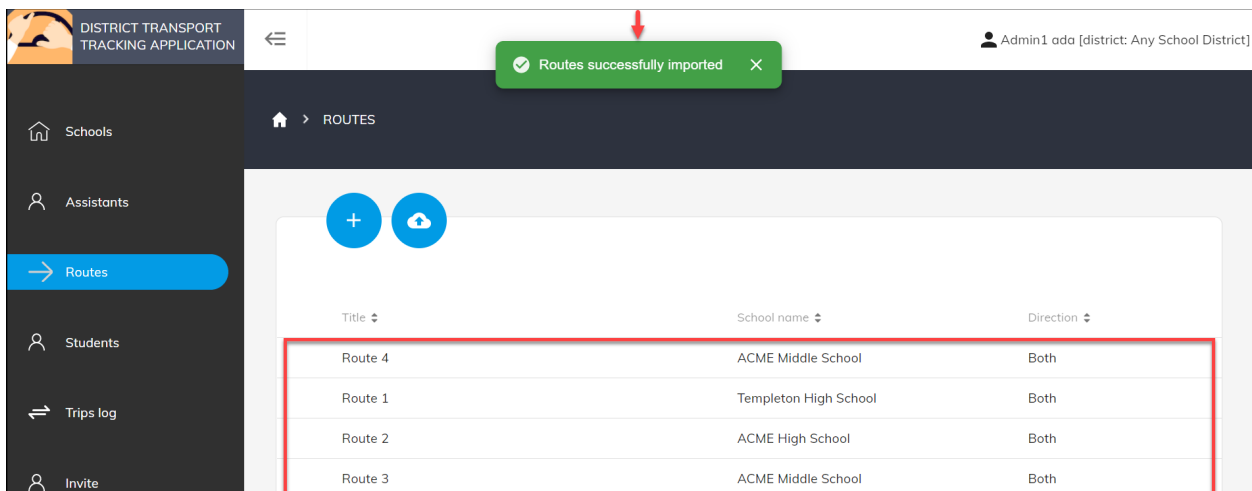 DISTRICT TRANSPORT
TRACKING APPLICATION
Admin1 ada [district: Any School District]
Routes successfully imported
ROUTES
Schools
Assistants
Routes
Students
Trips log
Invite
Title School name Direction
Route 4 ACME Middle School Both
Route 1 Templeton High School Both
Route 2 ACME High School Both
Route 3 ACME Middle School Both